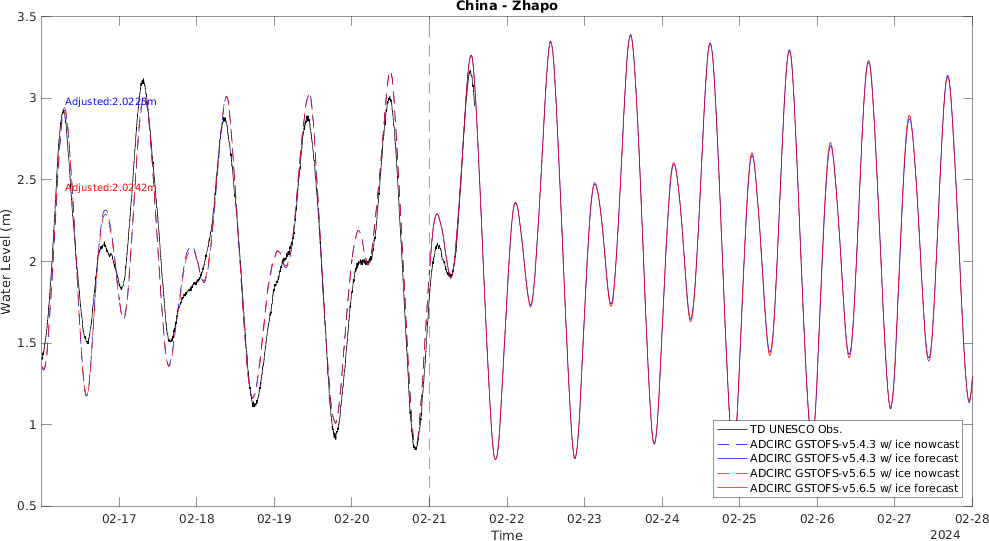 China - Zhapo
3.5
3
2.5
2
1.5
1
0.5
Water Level (m)
Adjusted:2.0225m
Adjusted:2.0242m
TD UNESCO Obs.
ADCIRC GSTOFS-v5.4.3 w/ ice nowcast
ADCIRC GSTOFS-v5.4.3 w/ ice forecast
ADCIRC GSTOFS-v5.6.5 w/ ice nowcast
ADCIRC GSTOFS-v5.6.5 w/ ice forecast
02-17 02-18 02-19 02-20 02-21 02-22 02-23 02-24 02-25 02-26 02-27 02-28
Time
2024